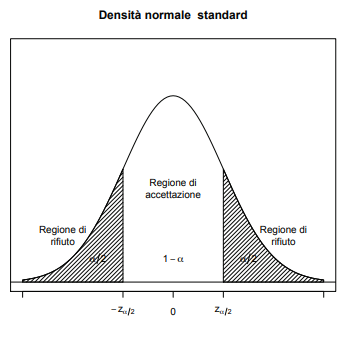 Densità normale standard
Regione di
accettazione
Regione di
rifiuto
Regione di
rifiuto
α/2
1 − α
α/2
− zα/2
0
zα/2